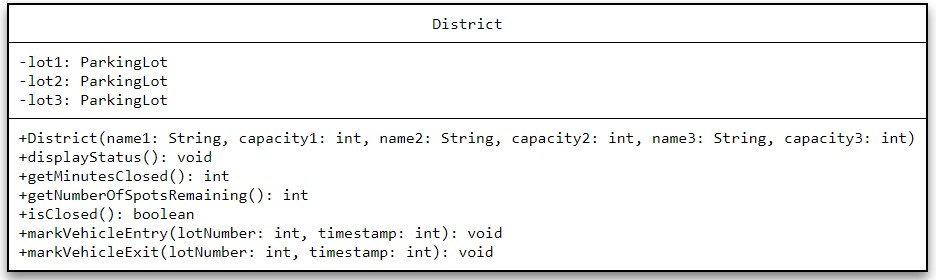 District
-lot1: ParkingLot
-lot2: ParkingLot
-lot3: ParkingLot
+District(name1: String, capacity1: int, name2: String, capacity2: int, name3: String, capacity3: int)
+displayStatus(): void
+getMinutesClosed(): int
+getNumberOfSpotsRemaining(): int
+isClosed(): boolean
+markVehicleEntry(lotNumber: int, timestamp: int): void
+markVehicleExit(lotNumber: int, timestamp: int): void